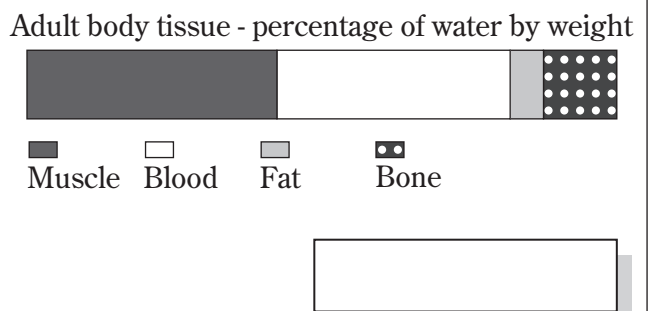 Adult body tissue - percentage of water by weight
Muscle Blood Fat Bone